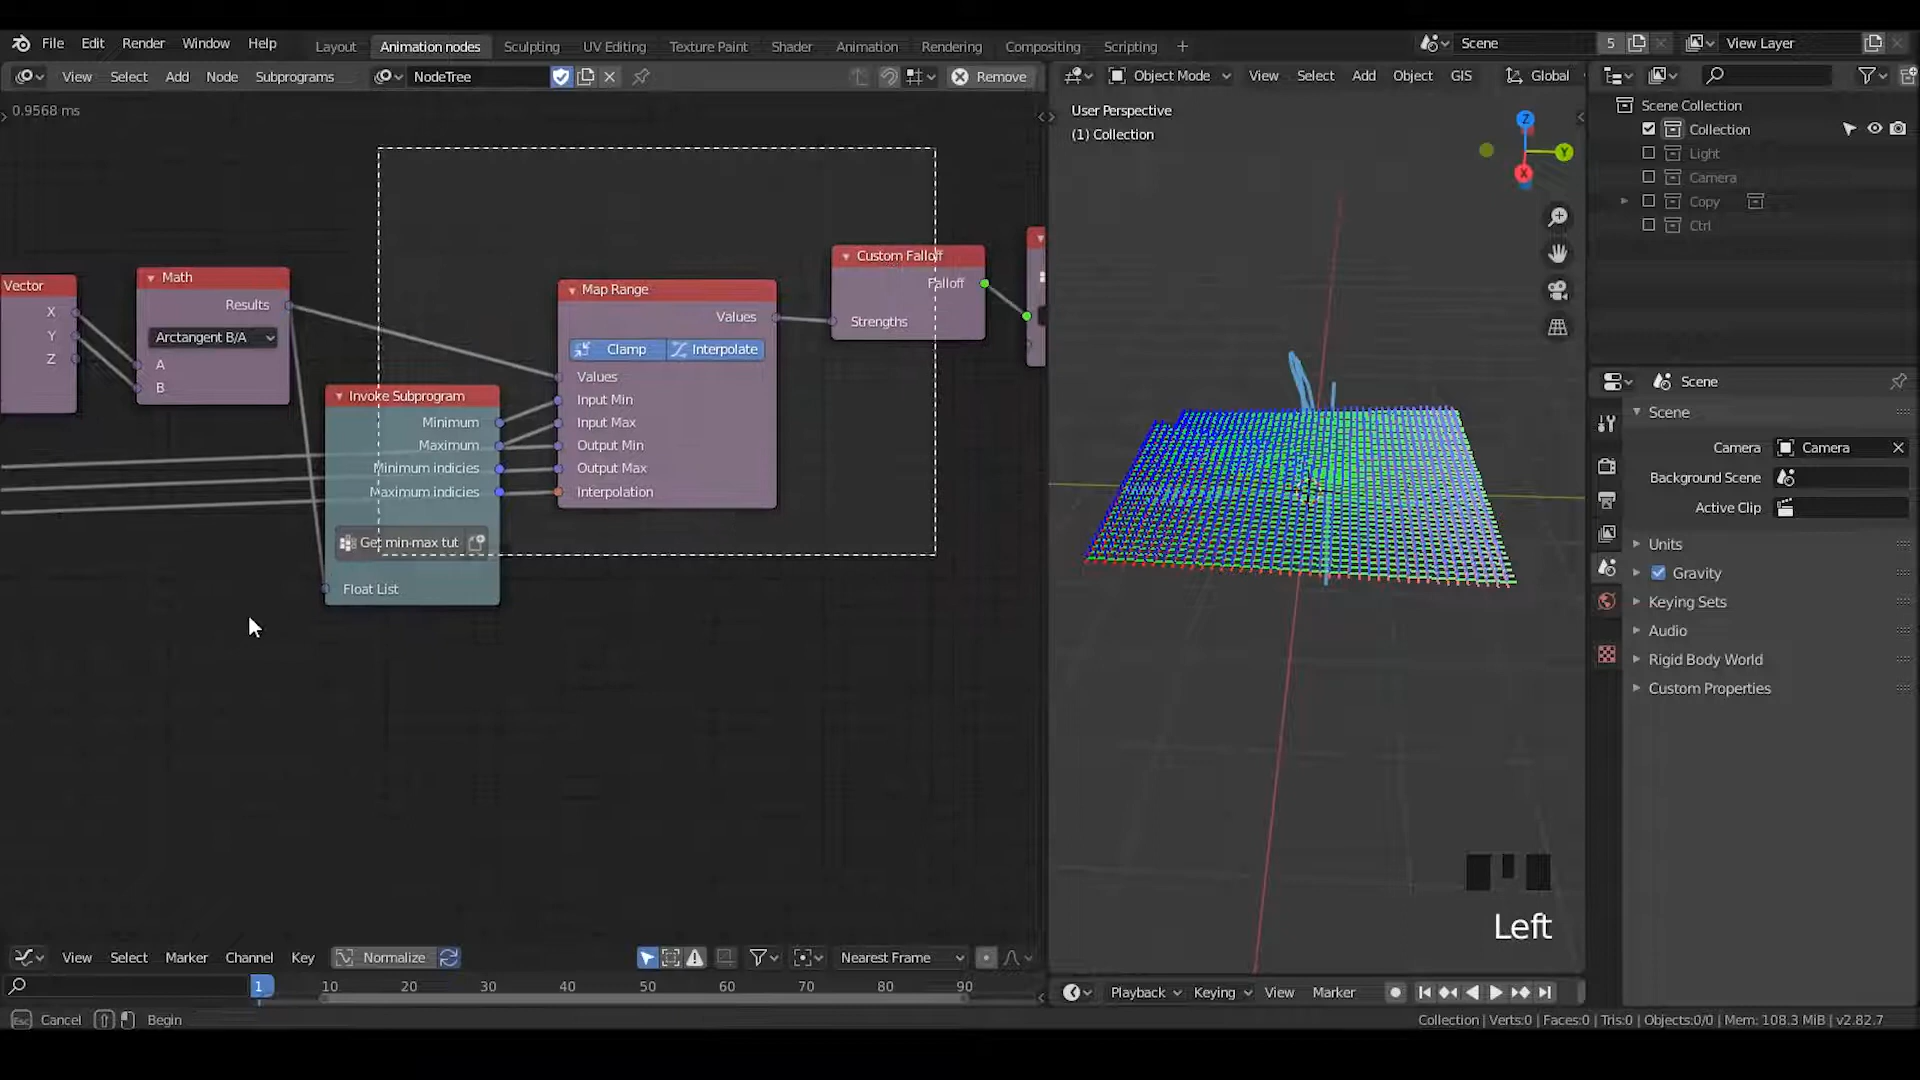 File Edit Render Window Help Layout Animation nodes Sculpting UV Editing Texture Paint Shader Animation Rendering Compositing Scripting + Scene 5 View Layer
View Select Add Node Subprograms NodeTree Remove Object Mode View Select Add Object GIS Global
0.9568 ms
User Perspective
(1) Collection
Z
Y
X
Scene Collection
Collection
Light
Camera
Copy
Ctrl
Vector
X
Y
Z
Math
Results
Arctangent B/A
A
B
Invoke Subprogram
Minimum
Maximum
Minimum indicies
Maximum indicies
Get min-max tut
Float List
Map Range
Values
Clamp Interpolate
Values
Input Min
Input Max
Output Min
Output Max
Interpolation
Custom Falloff
Falloff
Strengths
Scene
Scene
Camera Camera
Background Scene
Active Clip
Units
Gravity
Keying Sets
Audio
Rigid Body World
Custom Properties
Left
View Select Marker Channel Key Normalize Nearest Frame
1 10 20 30 40 50 60 70 80 90
Playback Keying View Marker
Esc Cancel Begin
Collection | Verts:0 | Faces:0 | Tris:0 | Objects:0/0 | Mem: 108.3 MiB | v2.82.7